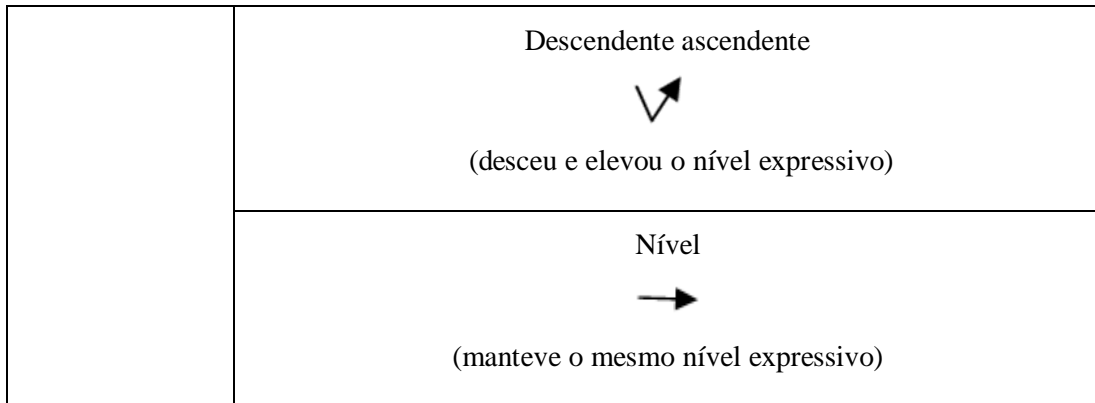 Descendente ascendente
(desceu e elevou o nível expressivo)
Nível
(manteve o mesmo nível expressivo)